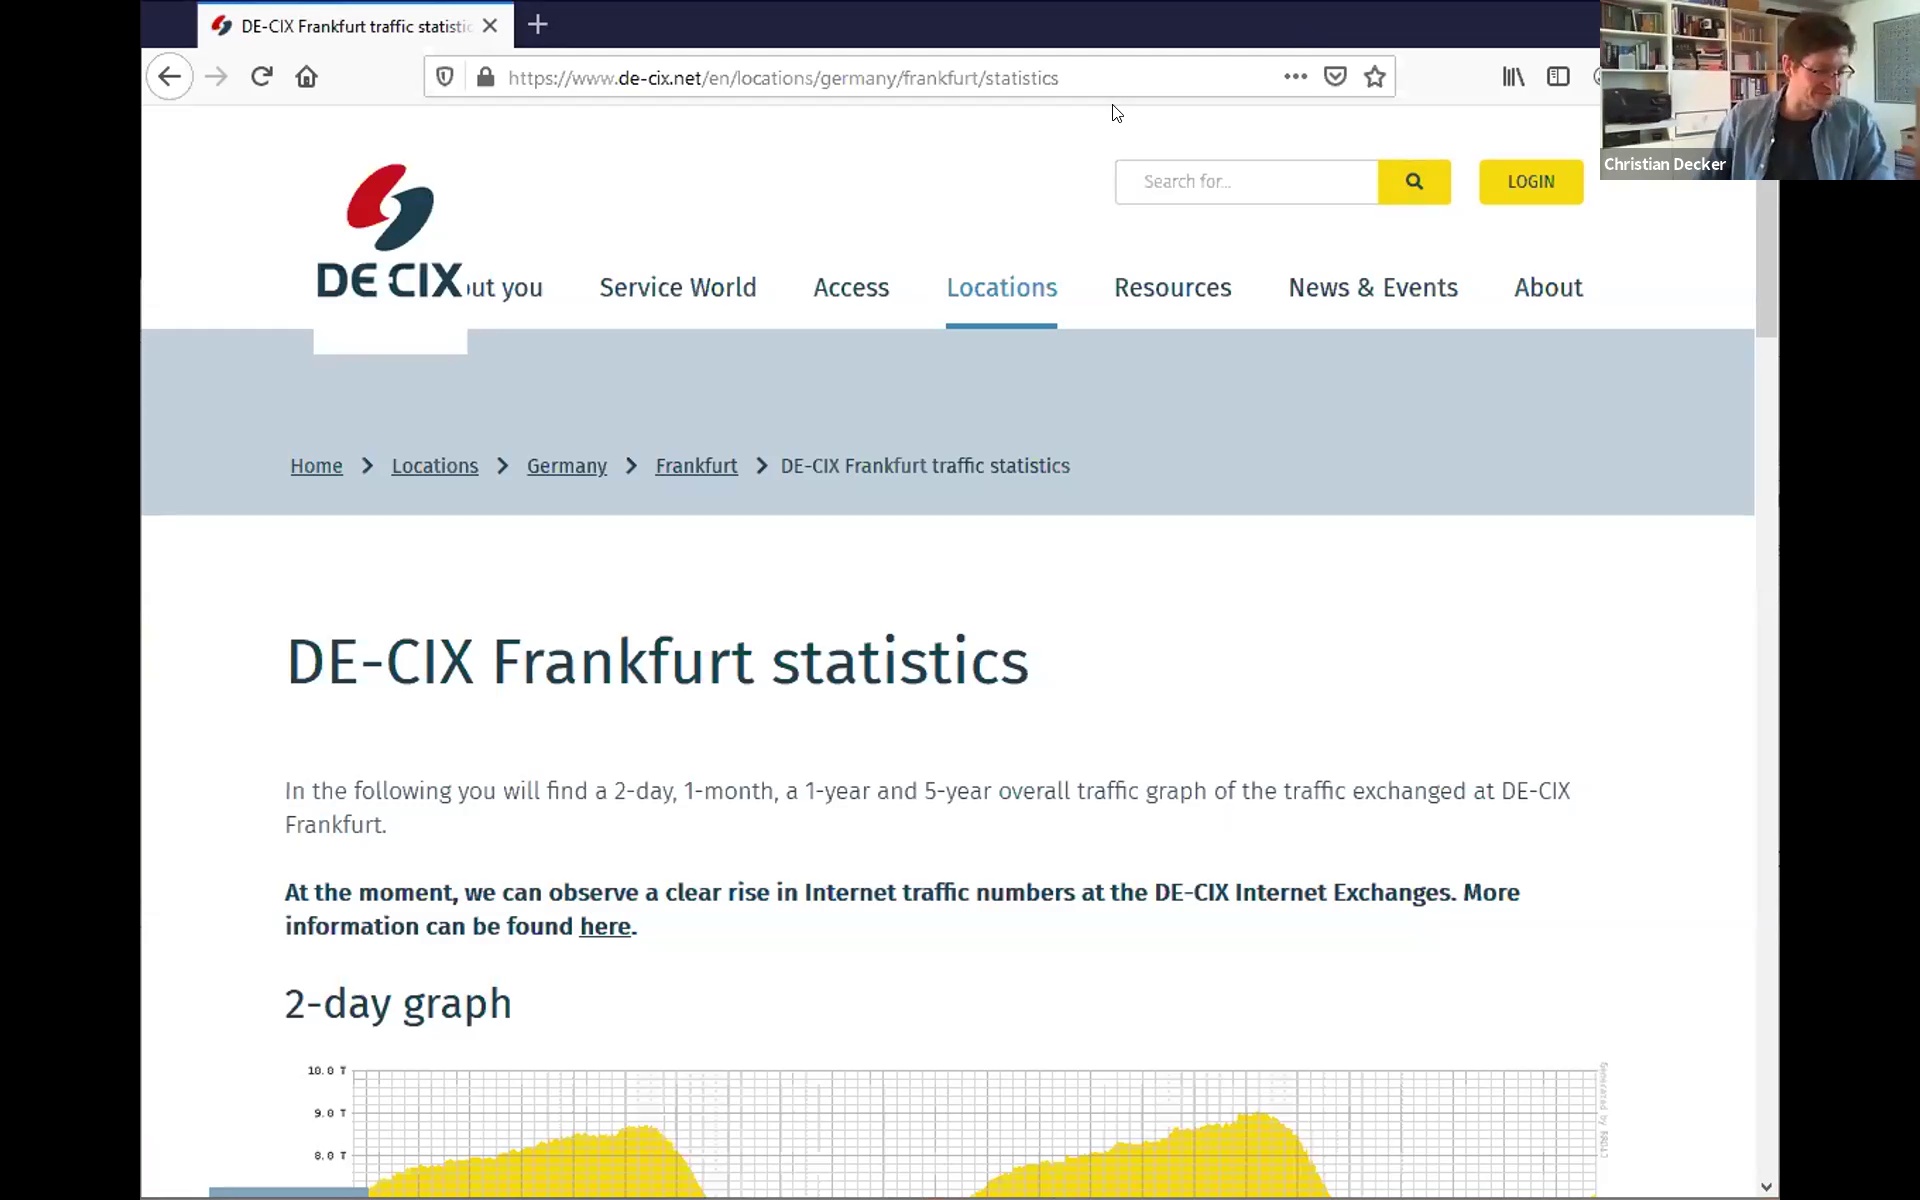 DE-CIX Frankfurt traffic statistic
https://www.de-cix.net/en/locations/germany/frankfurt/statistics
Christian Decker
Search for...
LOGIN
DE CIX
out you
Service World
Access
Locations
Resources
News & Events
About
Home
Locations
Germany
Frankfurt
DE-CIX Frankfurt traffic statistics
DE-CIX Frankfurt statistics
In the following you will find a 2-day, 1-month, a 1-year and 5-year overall traffic graph of the traffic exchanged at DE-CIX
Frankfurt.
At the moment, we can observe a clear rise in Internet traffic numbers at the DE-CIX Internet Exchanges. More
information can be found here.
2-day graph
10.0 T
9.0 T
8.0 T